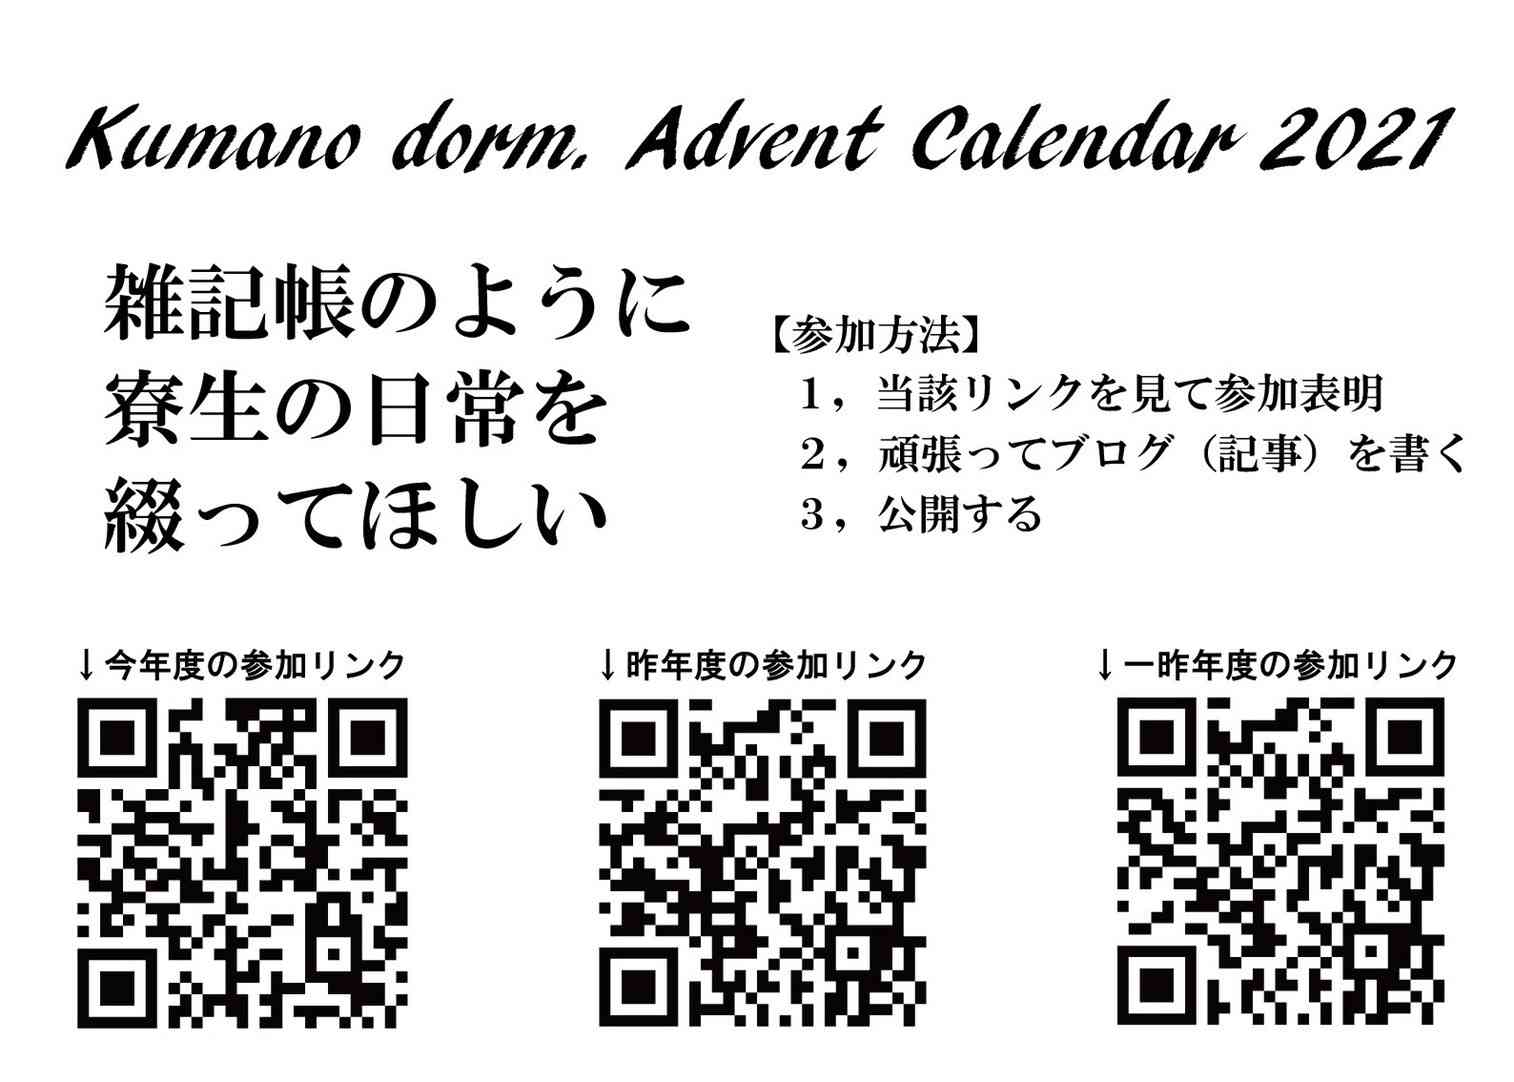 Kumano dorm. Advent Calendar 2021
雑記帳のように
寮生の日常を
綴ってほしい
【参加方法】
１，当該リンクを見て参加表明
２，頑張ってブログ（記事）を書く
３，公開する
↓今年度の参加リンク
↓昨年度の参加リンク
↓一昨年度の参加リンク